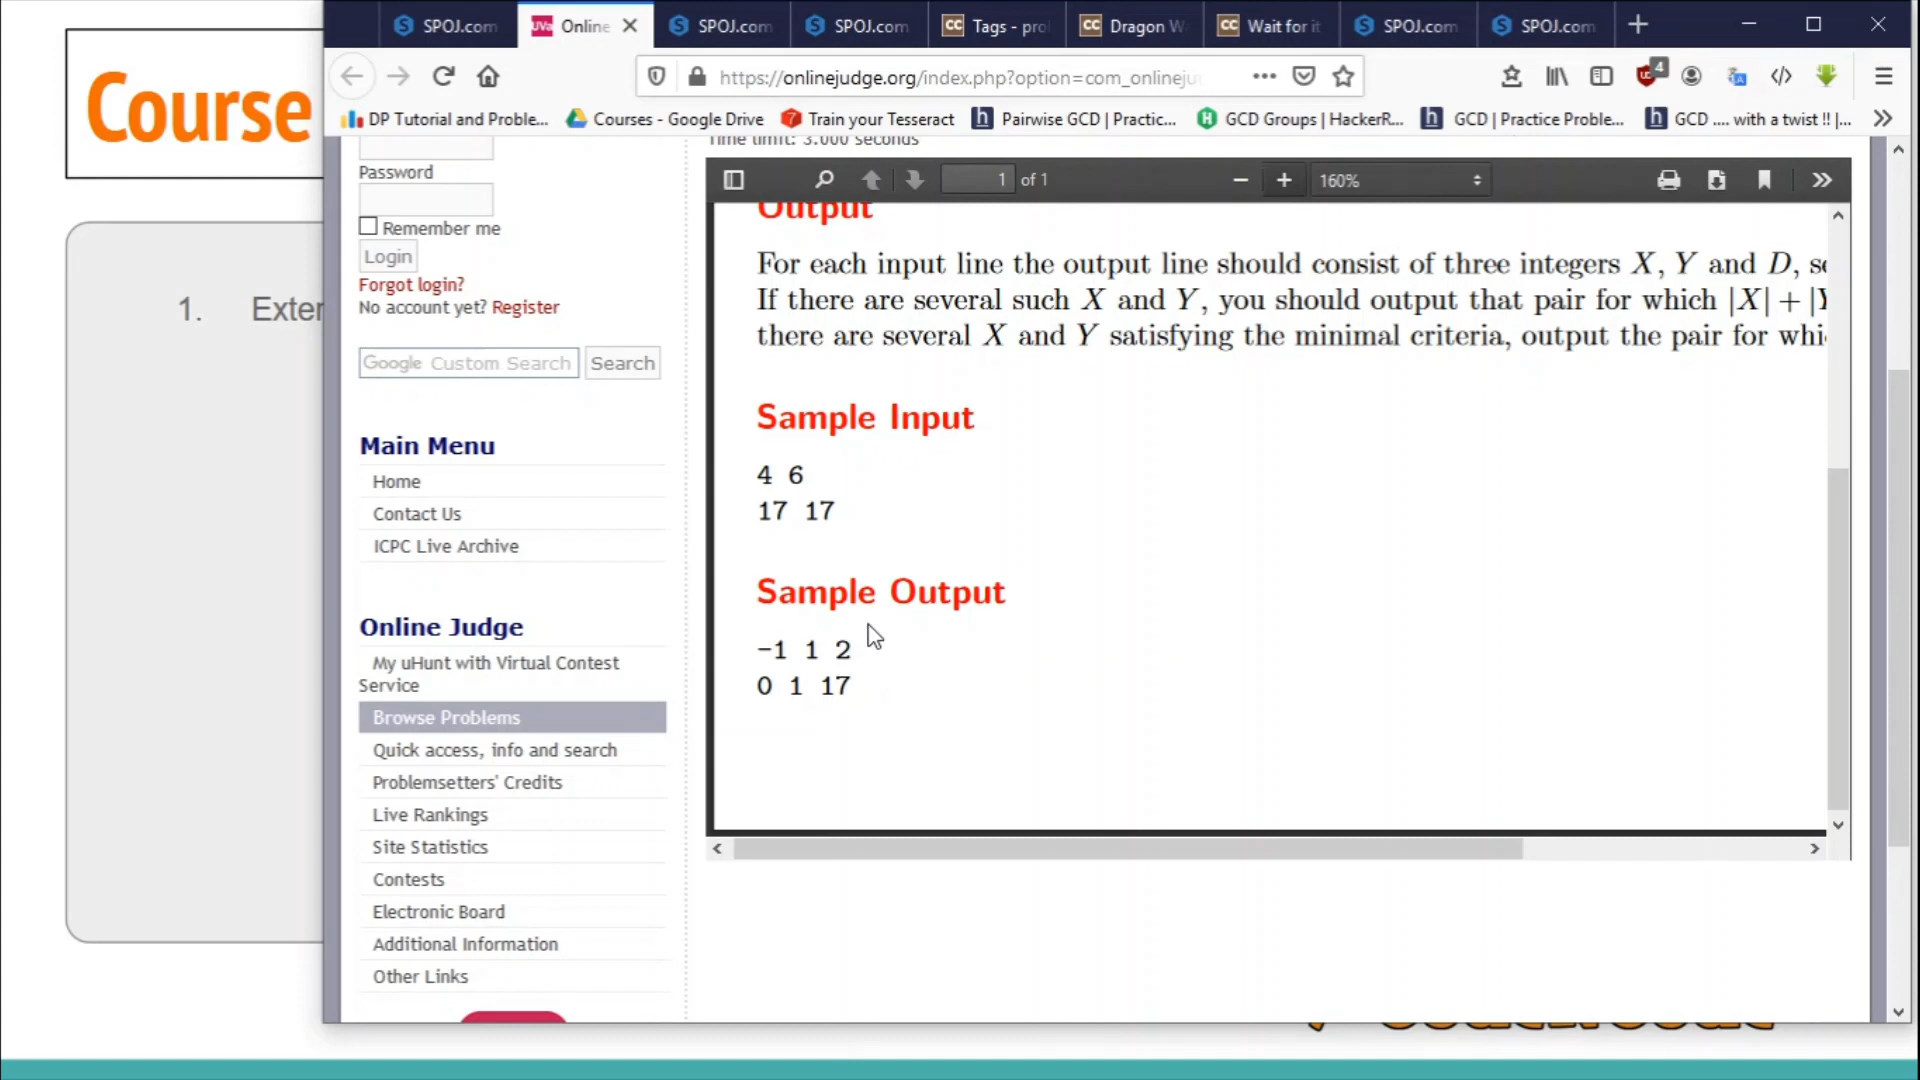 SPOJ.com
Online
SPOJ.com
SPOJ.com
Tags - pro
Dragon W
Wait for it
SPOJ.com
SPOJ.com
https://onlinejudge.org/index.php?option=com_onlineju
4
DP Tutorial and Proble...
Courses - Google Drive
Train your Tesseract
Pairwise GCD | Practic...
GCD Groups | HackerR...
GCD | Practice Proble...
GCD .... with a twist !! |...
Course
1. Exter
Time limit: 3.000 seconds
Password
Remember me
Login
Forgot login?
No account yet? Register
Google Custom Search
Search
Main Menu
Home
Contact Us
ICPC Live Archive
Online Judge
My uHunt with Virtual Contest
Service
Browse Problems
Quick access, info and search
Problemsetters' Credits
Live Rankings
Site Statistics
Contests
Electronic Board
Additional Information
Other Links
1 of 1
160%
Output
For each input line the output line should consist of three integers X, Y and D, se
If there are several such X and Y, you should output that pair for which |X| + |Y
there are several X and Y satisfying the minimal criteria, output the pair for whi
Sample Input
4 6
17 17
Sample Output
-1 1 2
0 1 17